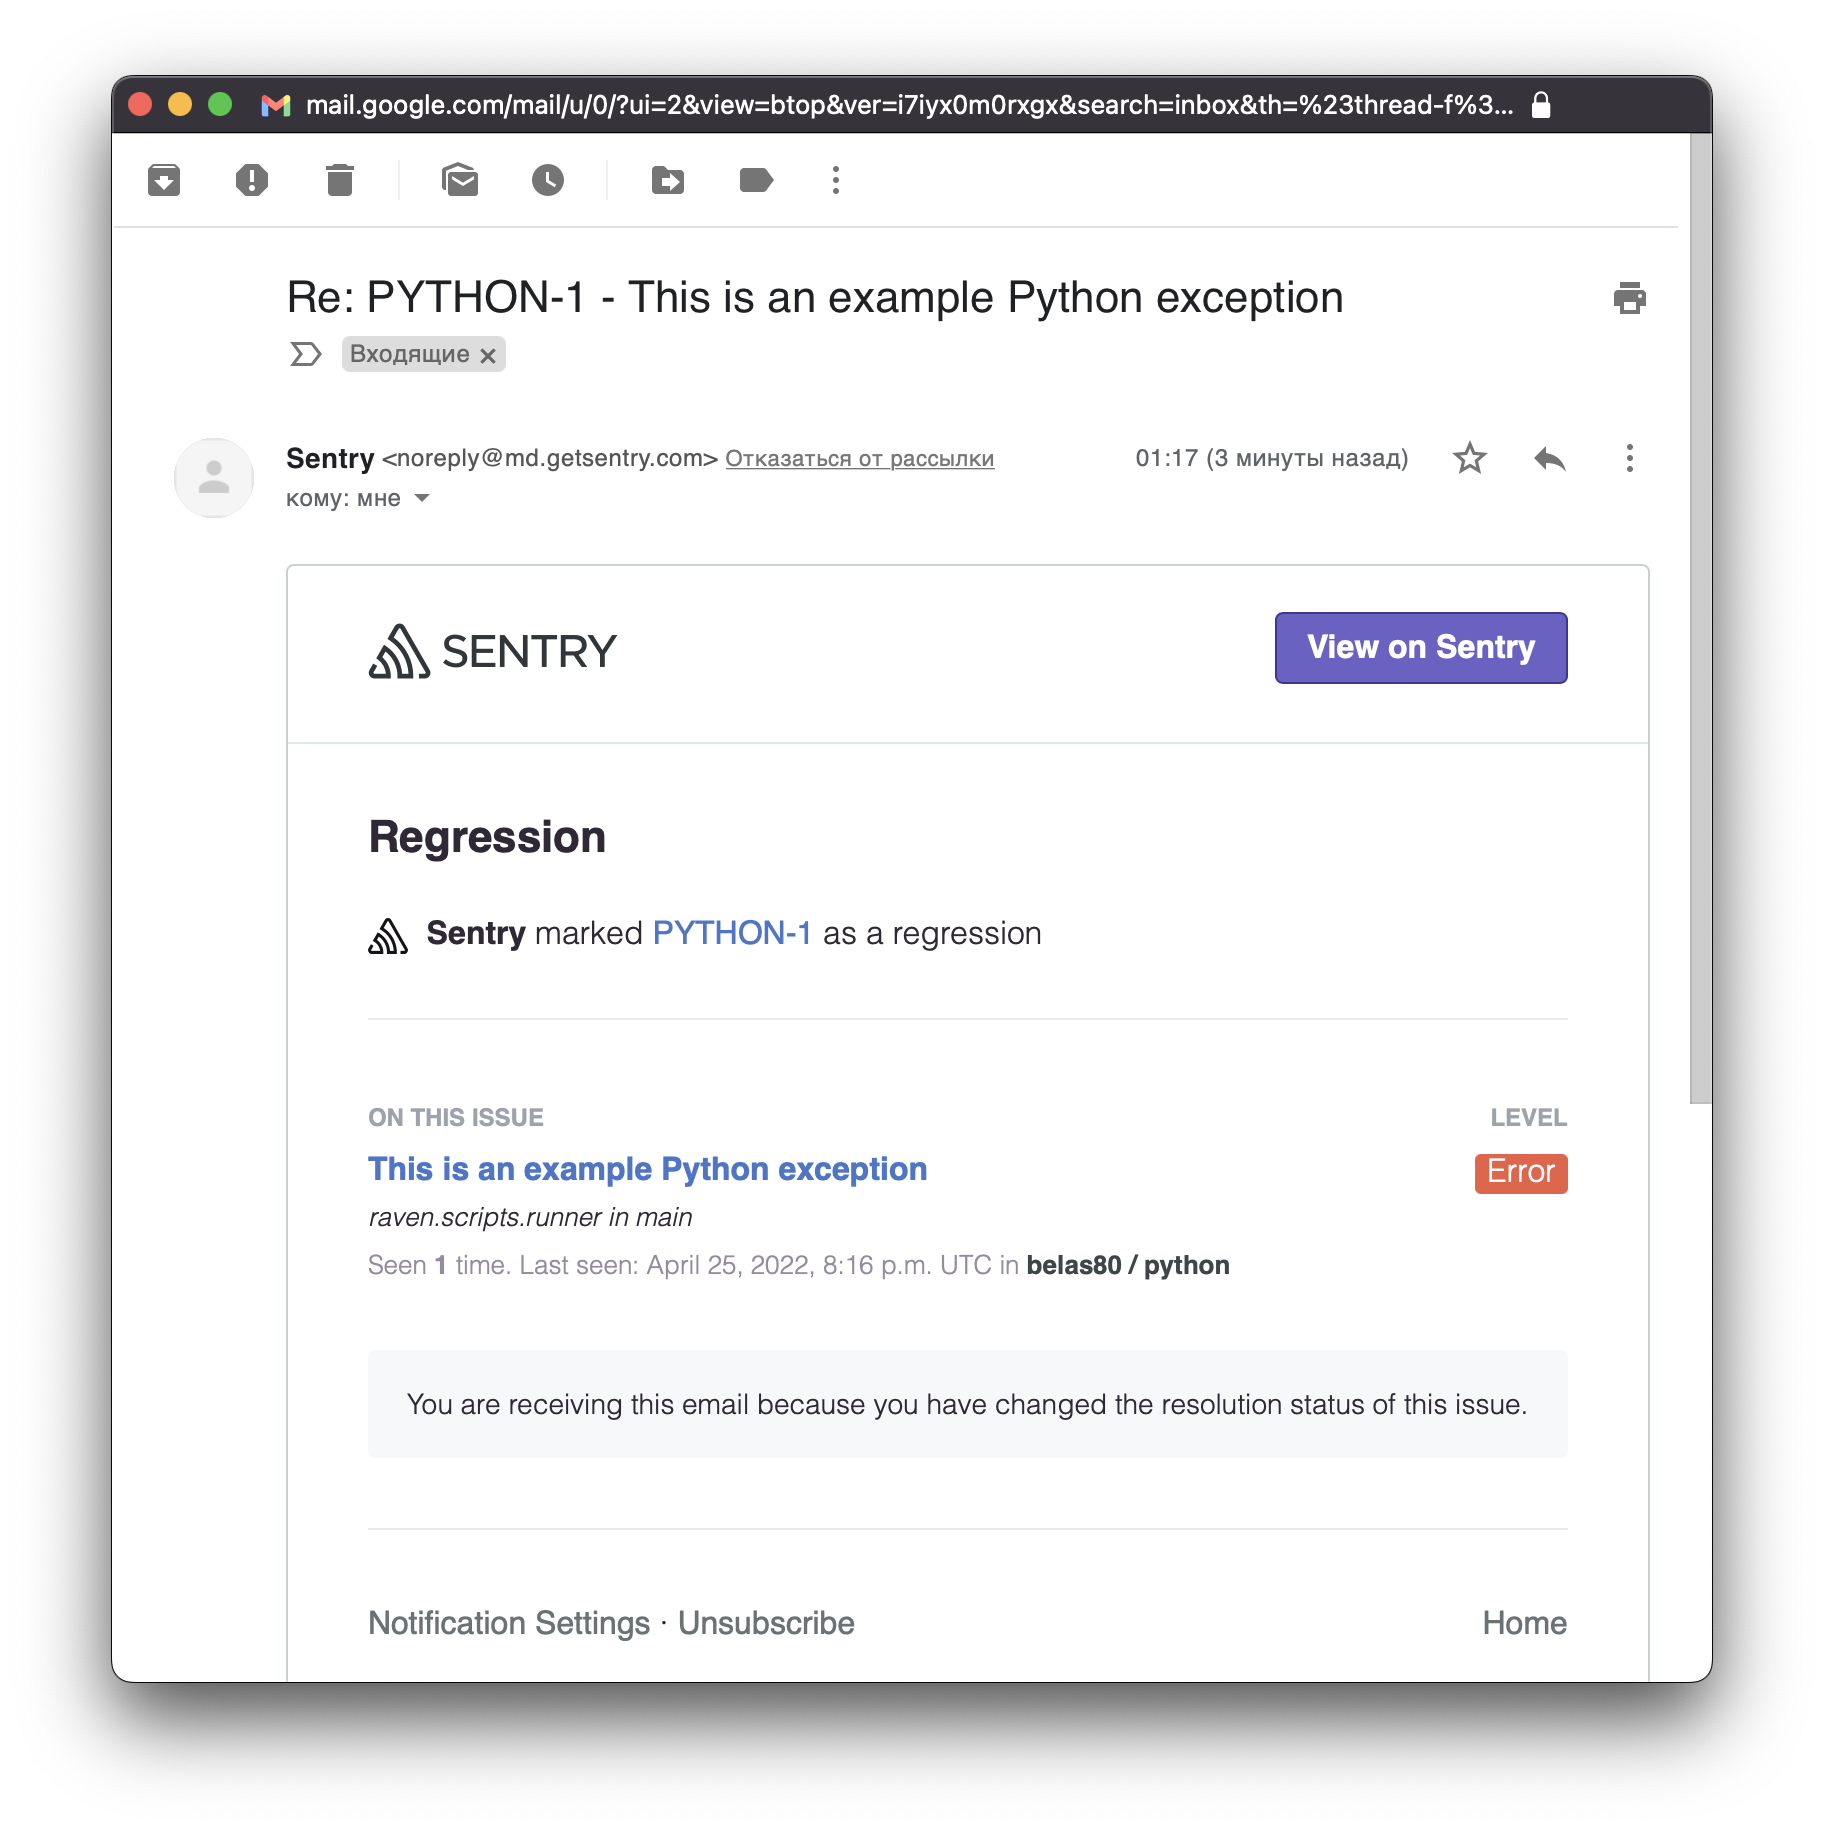 mail.google.com/mail/u/0/?ui=2&view=btop&ver=i7iyx0m0rxgx&search=inbox&th=%23thread-f%3...
Re: PYTHON-1 - This is an example Python exception
Входящие ×
Sentry <noreply@md.getsentry.com> Отказаться от рассылки 01:17 (3 минуты назад)
кому: мне
SENTRY View on Sentry
Regression
Sentry marked PYTHON-1 as a regression
ON THIS ISSUE LEVEL
This is an example Python exception Error
raven.scripts.runner in main
Seen 1 time. Last seen: April 25, 2022, 8:16 p.m. UTC in belas80 / python
You are receiving this email because you have changed the resolution status of this issue.
Notification Settings · Unsubscribe Home